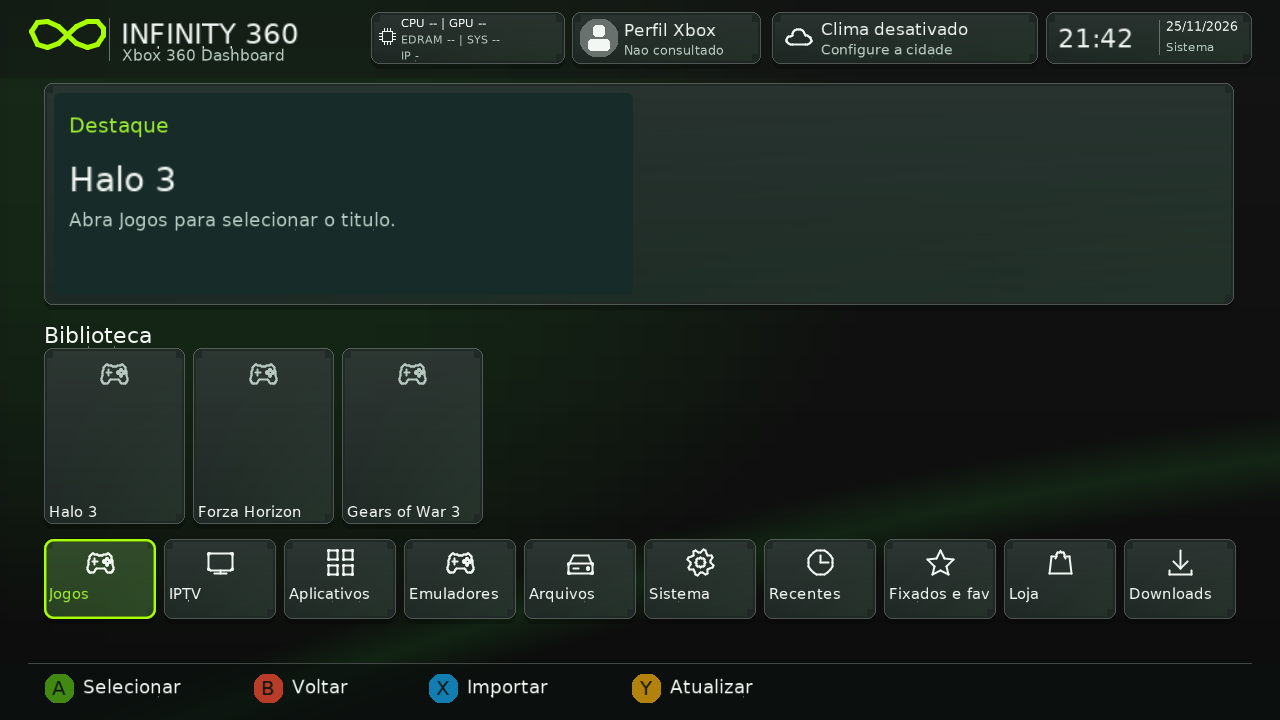 INFINITY 360
Xbox 360 Dashboard
CPU -- | GPU --
EDRAM -- | SYS --
IP -
Perfil Xbox
Nao consultado
Clima desativado
Configure a cidade
21:42
25/11/2026
Sistema
Destaque
Halo 3
Abra Jogos para selecionar o titulo.
Biblioteca
Halo 3
Forza Horizon
Gears of War 3
Jogos
IPTV
Aplicativos
Emuladores
Arquivos
Sistema
Recentes
Fixados e fav
Loja
Downloads
A Selecionar
B Voltar
X Importar
Y Atualizar